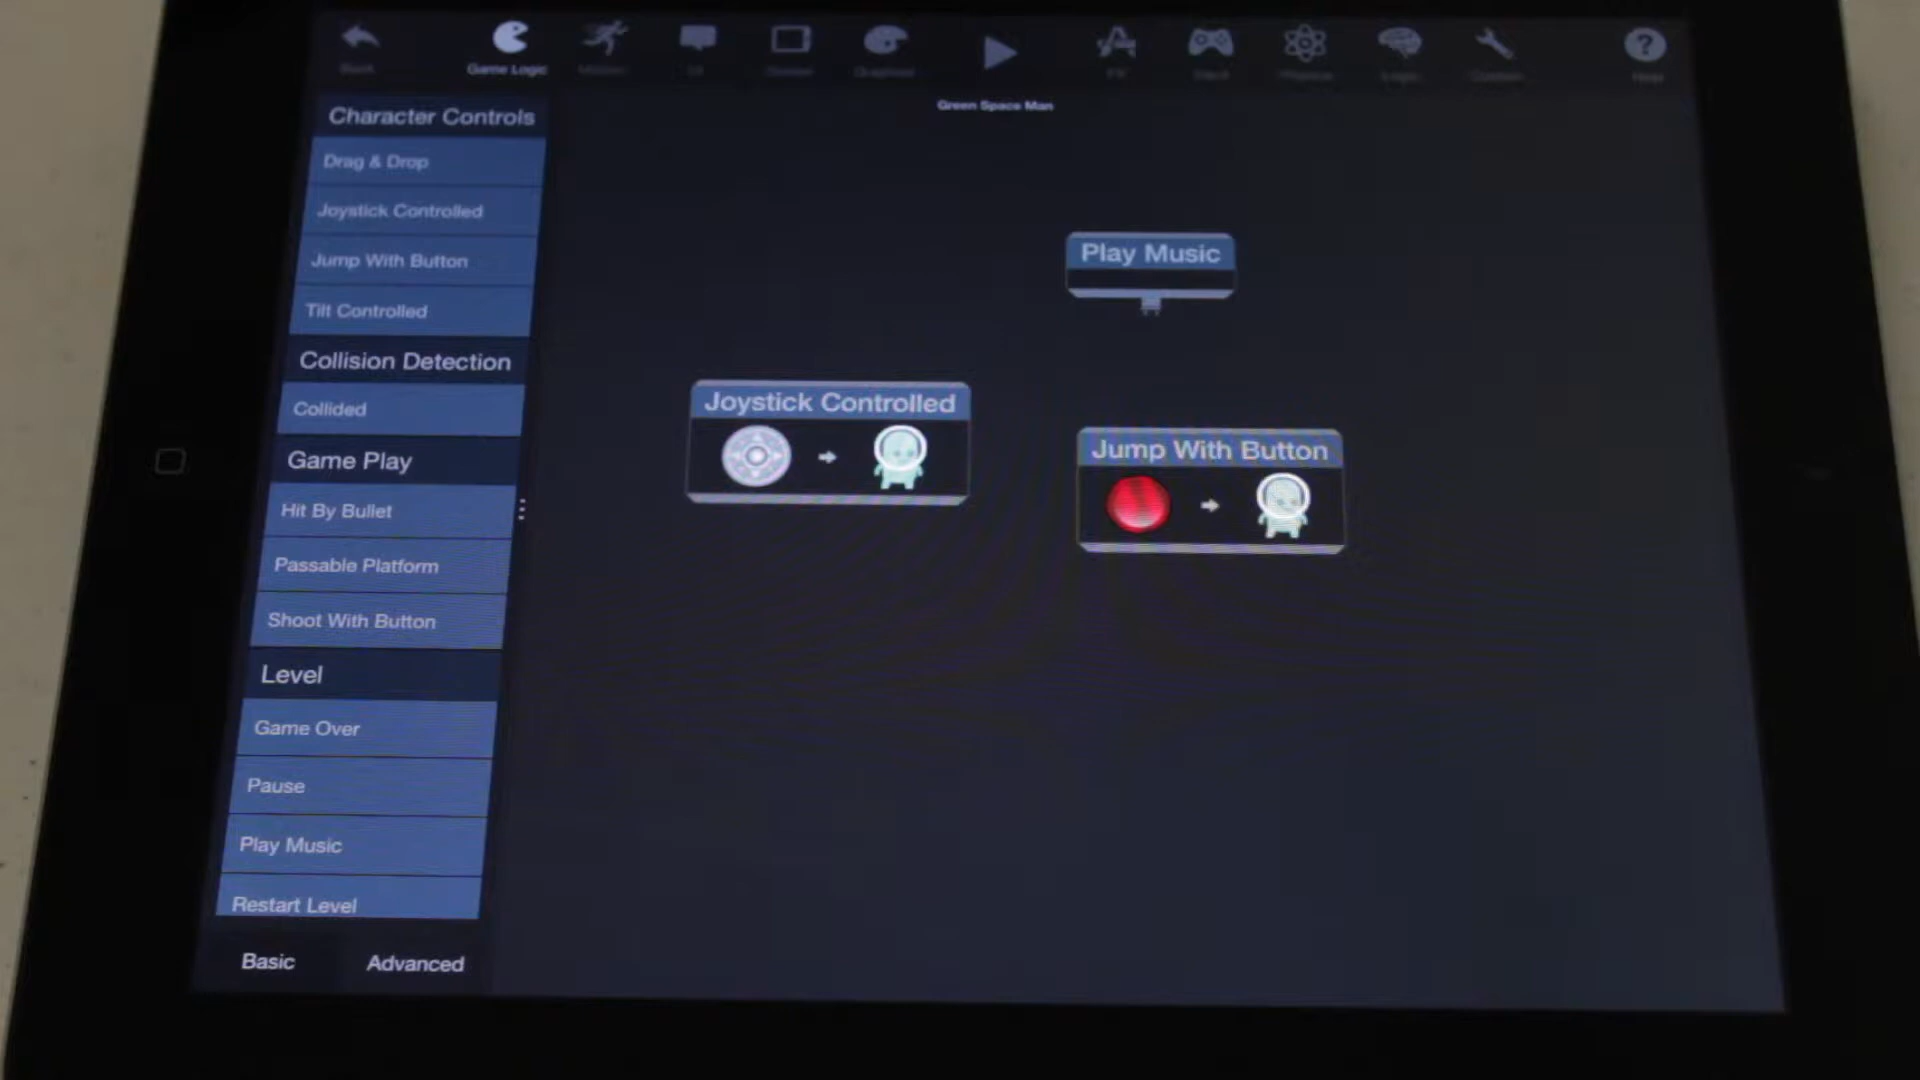 Game Logic
Green Space Man
Character Controls
Drag & Drop
Joystick Controlled
Jump With Button
Tilt Controlled
Collision Detection
Collided
Game Play
Hit By Bullet
Passable Platform
Shoot With Button
Level
Game Over
Pause
Play Music
Restart Level
Basic
Advanced
Play Music
Joystick Controlled
Jump With Button